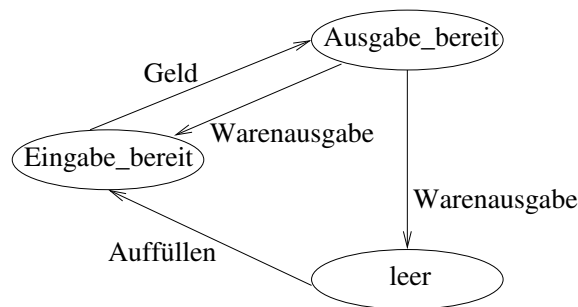 Ausgabe_bereit
Geld
Warenausgabe
Eingabe_bereit
Warenausgabe
Auffüllen
leer